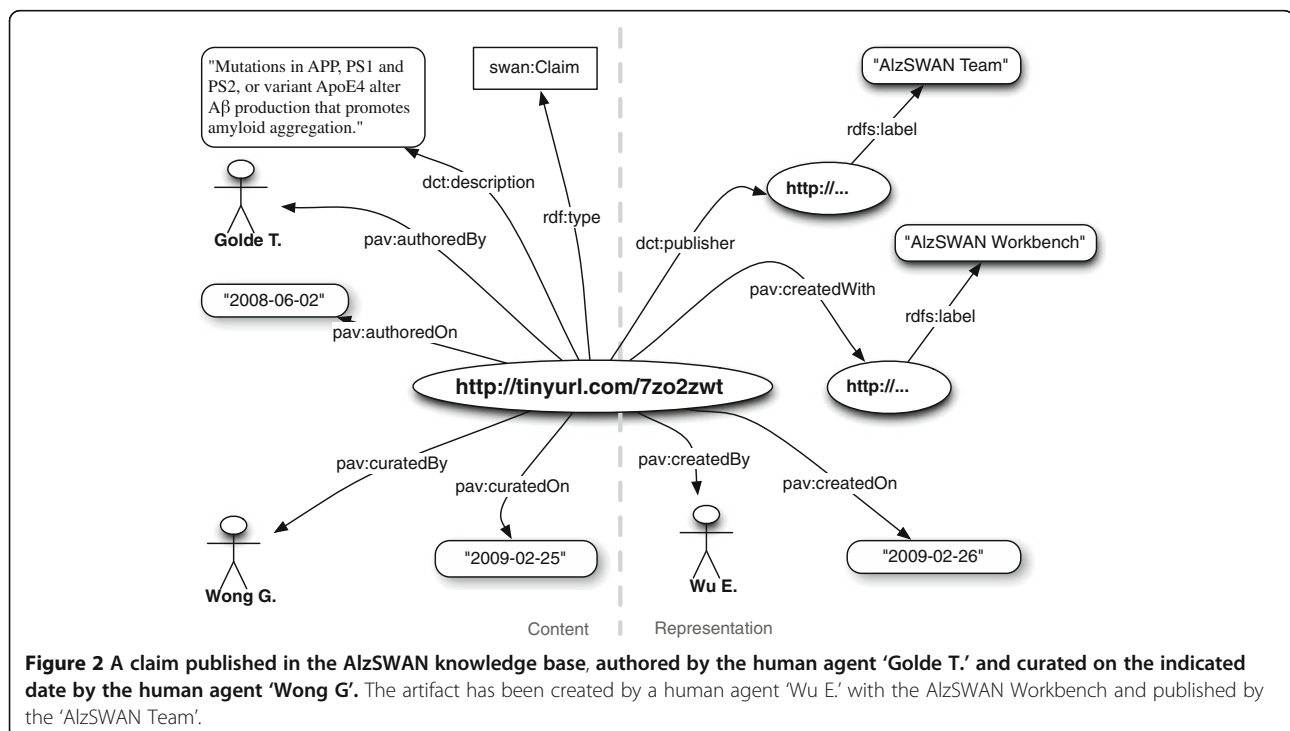 "Mutations in APP, PS1 and
PS2, or variant ApoE4 alter
Aβ production that promotes
amyloid aggregation."
swan:Claim
"AlzSWAN Team"
rdfs:label
http://...
dct:description
rdf:type
Golde T.
pav:authoredBy
dct:publisher
"AlzSWAN Workbench"
pav:createdWith
"2008-06-02"
rdfs:label
pav:authoredOn
http://tinyurl.com/7zo2zwt
http://...
pav:curatedBy
pav:createdBy
pav:curatedOn
pav:createdOn
"2009-02-25"
"2009-02-26"
Wong G.
Wu E.
Content
Representation
Figure 2 A claim published in the AlzSWAN knowledge base, authored by the human agent ‘Golde T.’ and curated on the indicated
date by the human agent ‘Wong G’. The artifact has been created by a human agent ‘Wu E.’ with the AlzSWAN Workbench and published by
the ‘AlzSWAN Team’.